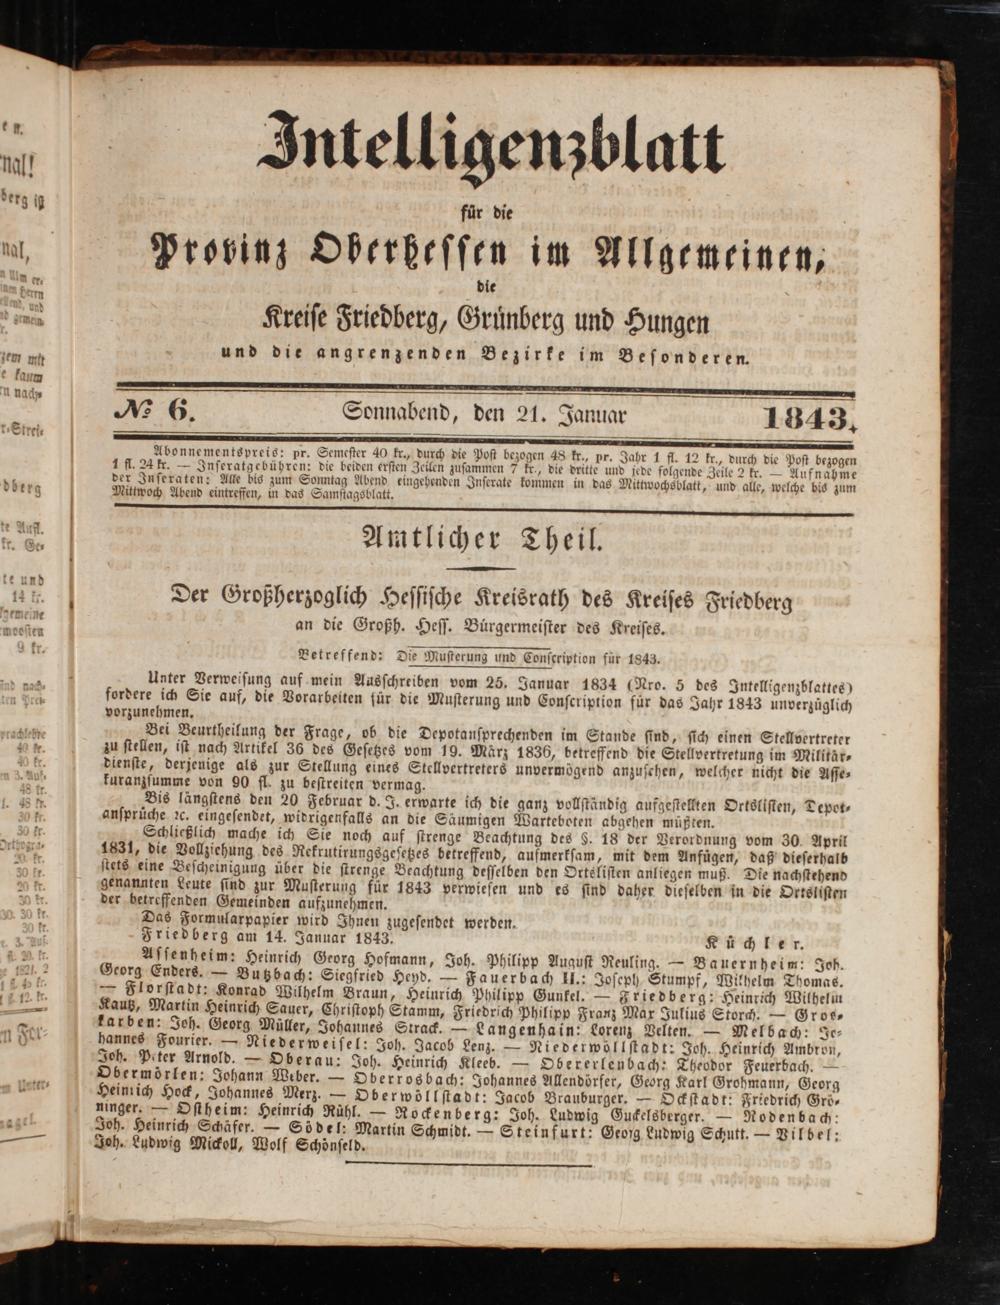 Intelligenzblatt
für die
Provinz Oberhessen im Allgemeinen,
die
Kreise Friedberg, Grünberg und Hungen
und die angrenzenden Bezirke im Besonderen.
№ 6.
Sonnabend, den 21. Januar
1843.
Abonnementspreis: pr. Semester 40 kr., durch die Post bezogen 48 kr., pr. Jahr 1 fl. 12 kr., durch die Post bezogen
1 fl. 24 kr. — Inseratgebühren: die beiden ersten Zeilen zusammen 7 kr., die dritte und jede folgende Zeile 2 kr. — Aufnahme
der Inseraten: Alle bis zum Sonntag Abend eingehenden Inserate kommen in das Mittwochsblatt, und alle, welche bis zum
Mittwoch Abend eintreffen, in das Samstagsblatt.
Amtlicher Theil.
Der Großherzoglich Hessische Kreisrath des Kreises Friedberg
an die Großh. Hess. Bürgermeister des Kreises.
Betreffend: Die Musterung und Conscription für 1843.
Unter Verweisung auf mein Ausschreiben vom 25. Januar 1834 (Nro. 5 des Intelligenzblattes)
fordere ich Sie auf, die Vorarbeiten für die Musterung und Conscription für das Jahr 1843 unverzüglich
vorzunehmen.
Bei Beurtheilung der Frage, ob die Depotansprechenden im Stande sind, sich einen Stellvertreter
zu stellen, ist nach Artikel 36 des Gesetzes vom 19. März 1836, betreffend die Stellvertretung im Militär-
dienste, derjenige als zur Stellung eines Stellvertreters unvermögend anzusehen, welcher nicht die Asse-
kuranzsumme von 90 fl. zu bestreiten vermag.
Bis längstens den 20 Februar d. J. erwarte ich die ganz vollständig aufgestellten Ortslisten, Depot-
ansprüche ꝛc. eingesendet, widrigenfalls an die Säumigen Warteboten abgehen müßten.
Schließlich mache ich Sie noch auf strenge Beachtung des §. 18 der Verordnung vom 30. April
1831, die Vollziehung des Rekrutirungsgesetzes betreffend, aufmerksam, mit dem Anfügen, daß dieserhalb
stets eine Bescheinigung über die strenge Beachtung desselben den Ortslisten anliegen muß. Die nachstehend
genannten Leute sind zur Musterung für 1843 verwiesen und es sind daher dieselben in die Ortslisten
der betreffenden Gemeinden aufzunehmen.
Das Formularpapier wird Ihnen zugesendet werden.
Friedberg am 14. Januar 1843.
Küchler.
Assenheim: Heinrich Georg Hofmann, Joh. Philipp August Reuling. — Bauernheim: Joh.
Georg Enders. — Butzbach: Siegfried Heyd. — Fauerbach II.: Joseph Stumpf, Wilhelm Thomas.
— Florstadt: Konrad Wilhelm Braun, Heinrich Philipp Gunkel. — Friedberg: Heinrich Wilhelm
Kautz, Martin Heinrich Sauer, Christoph Stamm, Friedrich Philipp Franz Max Julius Storch. — Gros-
karben: Joh. Georg Müller, Johannes Strack. — Langenhain: Lorenz Velten. — Melbach: Jo-
hannes Fourier. — Niederweisel: Joh. Jacob Lenz. — Niederwöllstadt: Joh. Heinrich Ambron,
Joh. Peter Arnold. — Oberau: Joh. Heinrich Kleeb. — Obererlenbach: Theodor Feuerbach. —
Obermörlen: Johann Weber. — Oberrosbach: Johannes Allendörfer, Georg Karl Grohmann, Georg
Heinrich Hock, Johannes Merz. — Oberwöllstadt: Jacob Brauburger. — Ockstadt: Friedrich Grö-
ninger. — Ostheim: Heinrich Rühl. — Rockenberg: Joh. Ludwig Guckelsberger. — Rodenbach:
Joh. Heinrich Schäfer. — Södel: Martin Schmidt. — Steinfurt: Georg Ludwig Schutt. — Vilbel:
Joh. Ludwig Mickoll, Wolf Schönfeld.